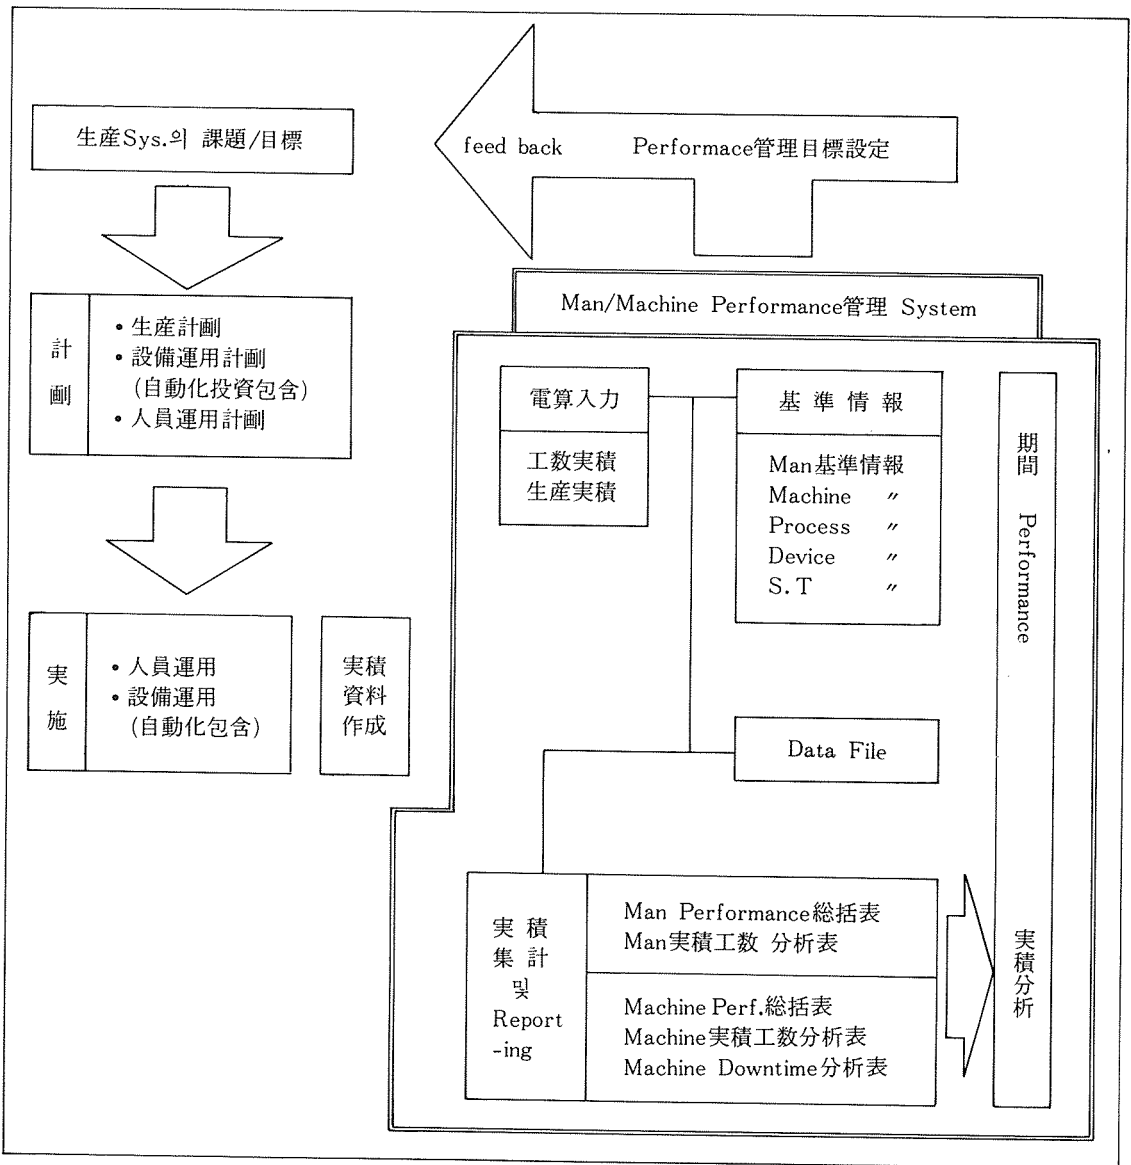 生産Sys.의 課題/目標
feed back Performace管理目標設定
Man/Machine Performance管理 System
計
画
• 生産計画
• 設備運用計画
(自動化投資包含)
• 人員運用計画
実
施
• 人員運用
• 設備運用
(自動化包含)
実積
資料
作成
電算入力
工数実積
生産実積
基準情報
Man基準情報
Machine 〃
Process 〃
Device 〃
S.T 〃
Data File
実積
集計
및
Report
-ing
Man Performance総括表
Man実積工数 分析表
Machine Perf.総括表
Machine実積工数分析表
Machine Downtime分析表
期間 Performance 実積分析